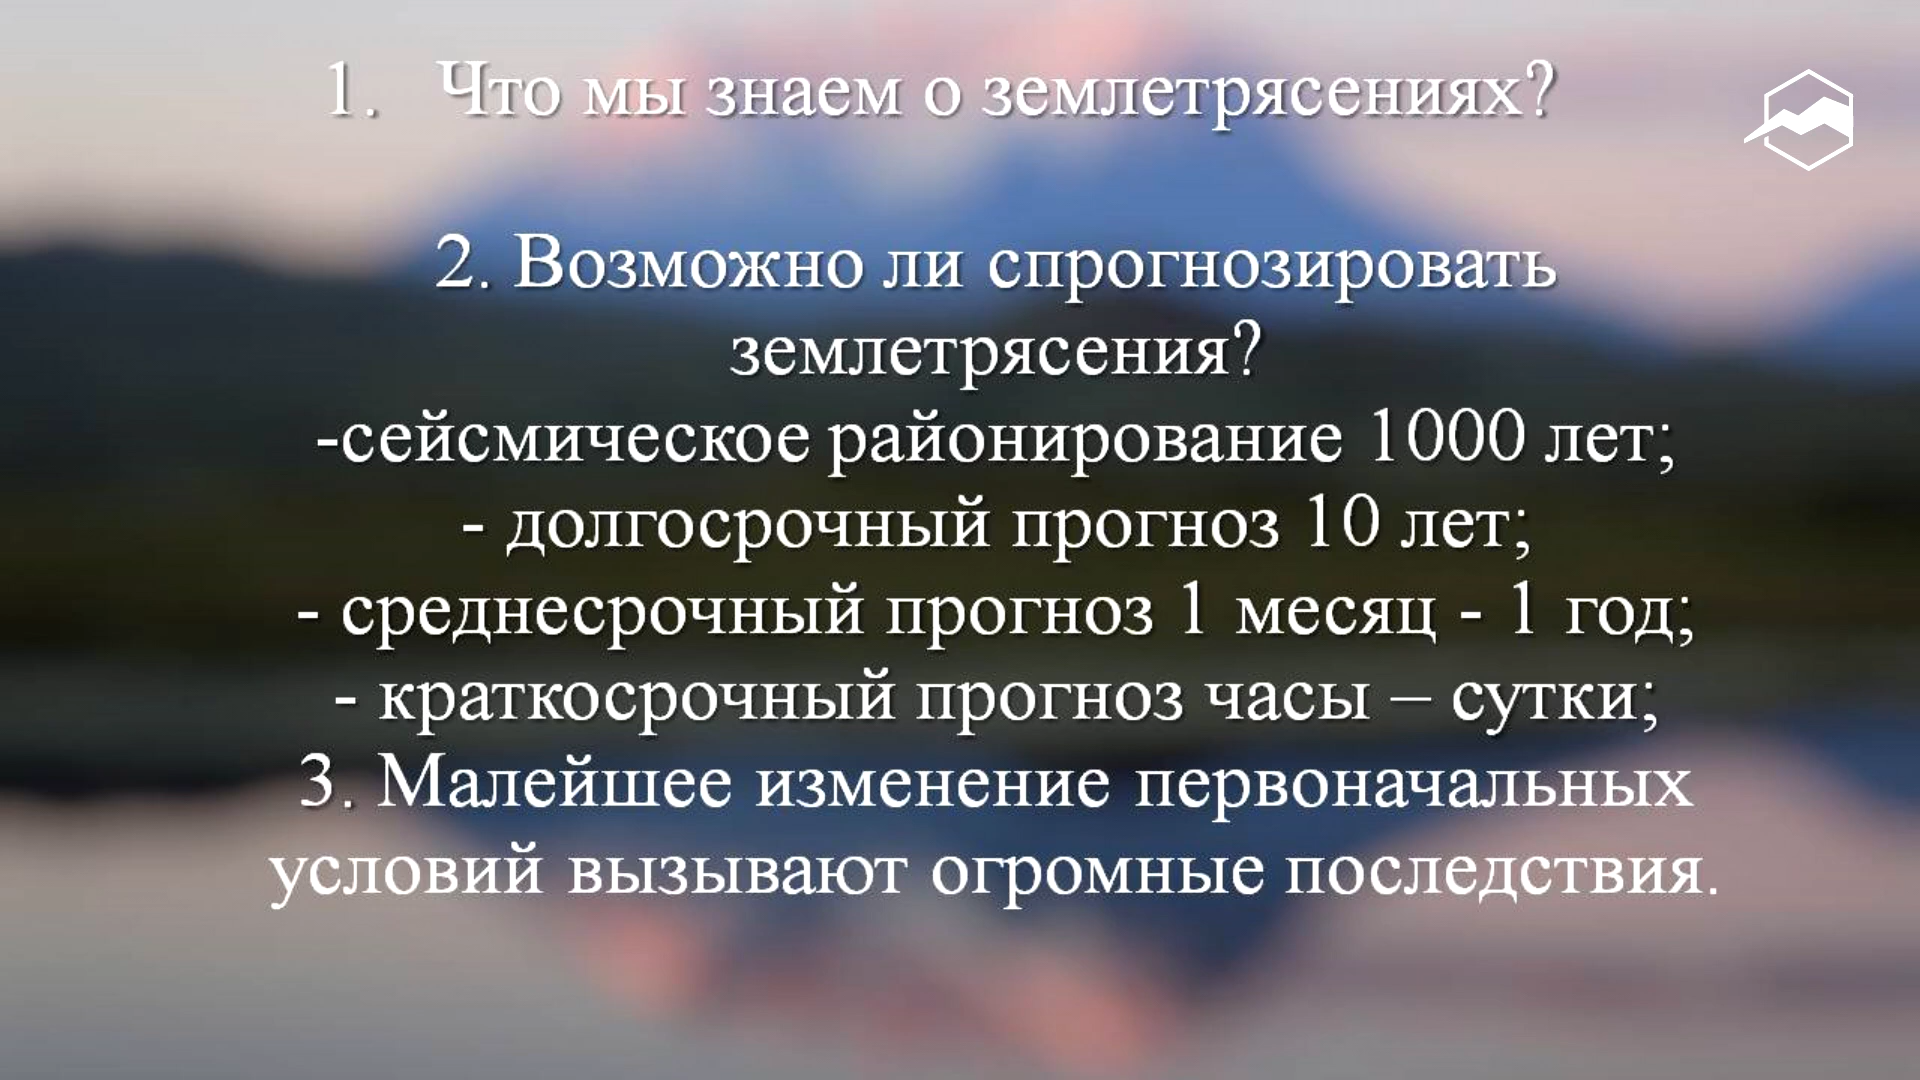 1. Что мы знаем о землетрясениях?
2. Возможно ли спрогнозировать
землетрясения?
-сейсмическое районирование 1000 лет;
- долгосрочный прогноз 10 лет;
- среднесрочный прогноз 1 месяц - 1 год;
- краткосрочный прогноз часы – сутки;
3. Малейшее изменение первоначальных
условий вызывают огромные последствия.